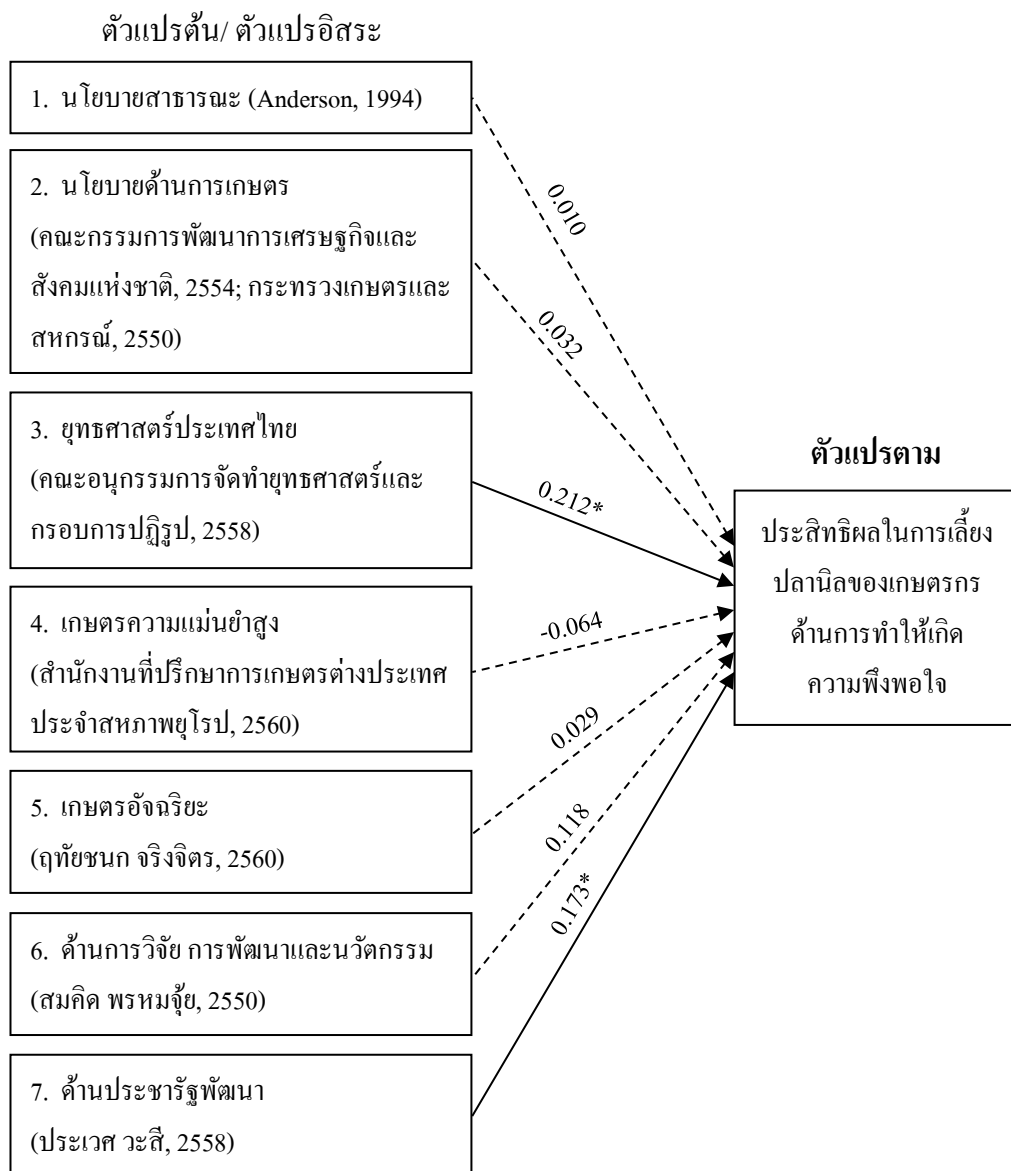 ตัวแปรต้น/ ตัวแปรอิสระ
1. นโยบายสาธารณะ (Anderson, 1994)
2. นโยบายด้านการเกษตร
(คณะกรรมการพัฒนาการเศรษฐกิจและ
สังคมแห่งชาติ, 2554; กระทรวงเกษตรและ
สหกรณ์, 2550)
3. ยุทธศาสตร์ประเทศไทย
(คณะอนุกรรมการจัดทำยุทธศาสตร์และ
กรอบการปฏิรูป, 2558)
4. เกษตรความแม่นยำสูง
(สำนักงานที่ปรึกษาการเกษตรต่างประเทศ
ประจำสหภาพยุโรป, 2560)
5. เกษตรอัจฉริยะ
(ฤทัยชนก จริงจิตร, 2560)
6. ด้านการวิจัย การพัฒนาและนวัตกรรม
(สมคิด พรหมจุ้ย, 2550)
7. ด้านประชารัฐพัฒนา
(ประเวศ วะสี, 2558)
0.010
0.032
0.212*
-0.064
0.029
0.118
0.173*
ตัวแปรตาม
ประสิทธิผลในการเลี้ยง
ปลานิลของเกษตรกร
ด้านการทำให้เกิด
ความพึงพอใจ